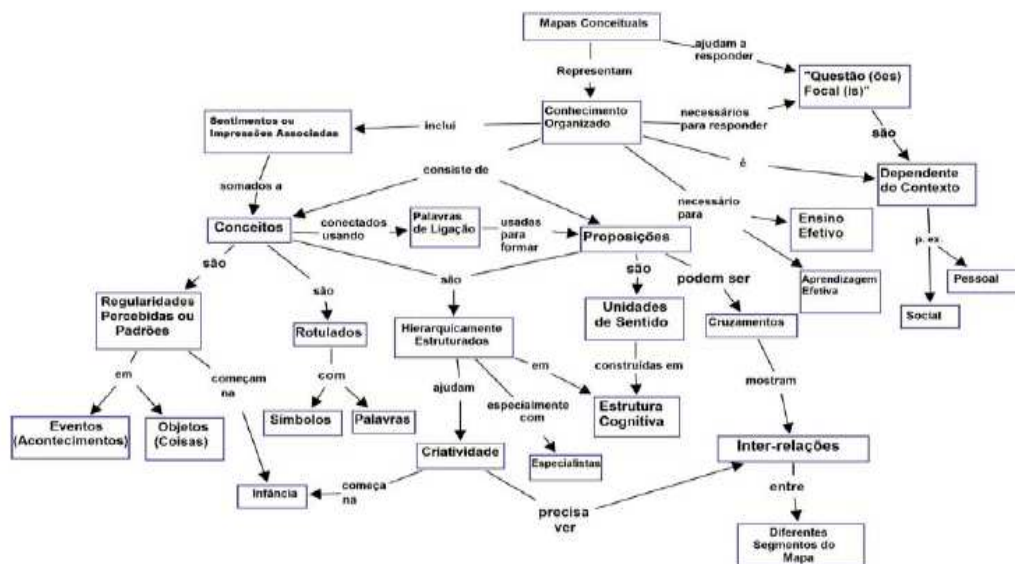 Mapas Conceituais
ajudam a
responder
Representam
"Questão (ões)
Focal (is)"
Conhecimento
Organizado
necessários
para responder
Sentimentos ou
Impressões Associadas
inclui
são
é
Dependente
do Contexto
somados a
consiste de
necessário
para
Ensino
Efetivo
Conceitos
conectados
usando
Palavras
de Ligação
usadas
para
formar
Proposições
p. ex.
Pessoal
Aprendizagem
Efetiva
Social
são
são
são
são
podem ser
Regularidades
Percebidas ou
Padrões
Rotulados
Hierarquicamente
Estruturados
Unidades
de Sentido
Cruzamentos
em
começam
na
com
ajudam
em
construídas em
mostram
especialmente
com
Eventos
(Acontecimentos)
Objetos
(Coisas)
Símbolos
Palavras
Estrutura
Cognitiva
Criatividade
Especialistas
Inter-relações
Infância
começa
na
precisa
ver
entre
Diferentes
Segmentos do
Mapa